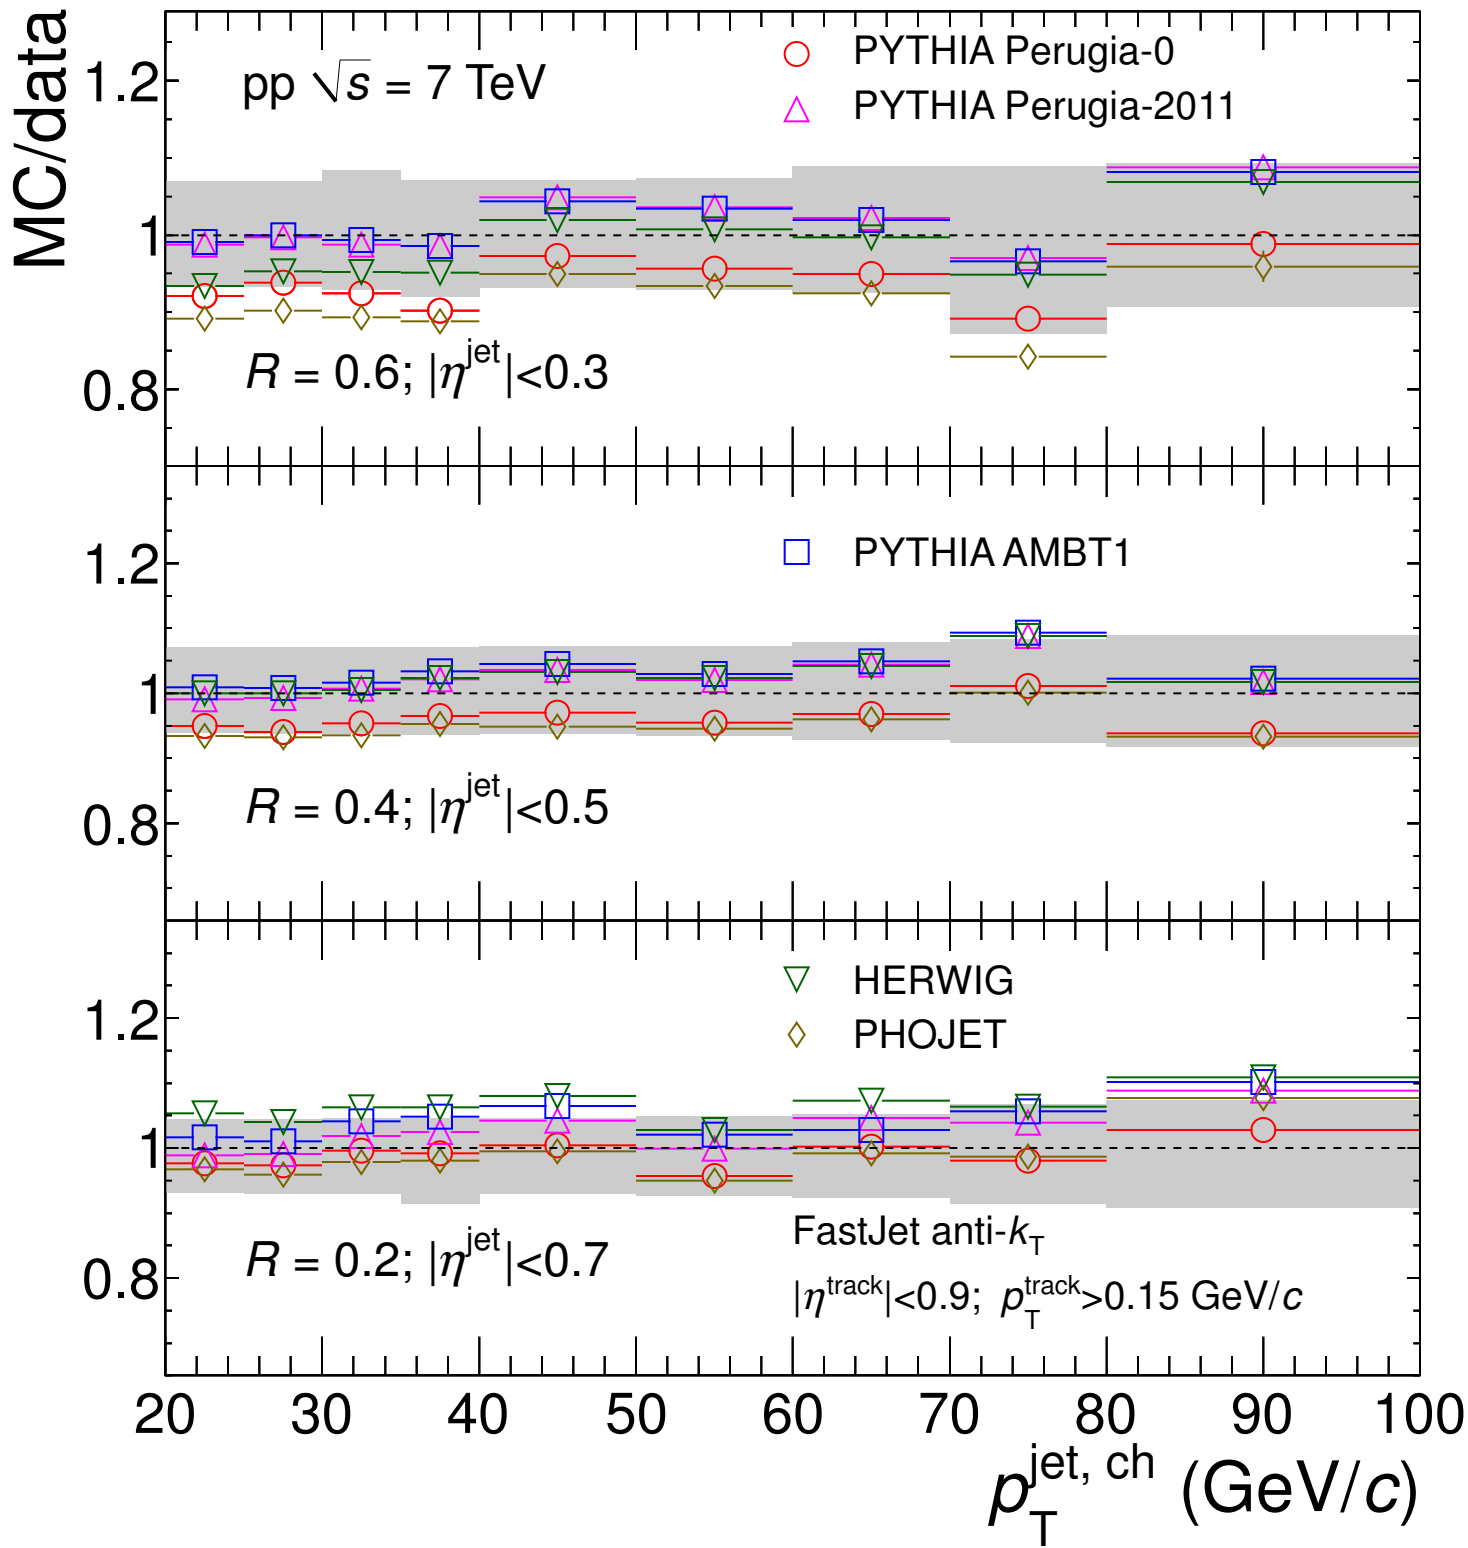 MC/data
pp √s = 7 TeV
PYTHIA Perugia-0
PYTHIA Perugia-2011
1.2
1
0.8
R = 0.6; |η^jet|<0.3
PYTHIA AMBT1
1.2
1
0.8
R = 0.4; |η^jet|<0.5
HERWIG
PHOJET
1.2
1
0.8
R = 0.2; |η^jet|<0.7
FastJet anti-k_T
|η^track|<0.9; p_T^track>0.15 GeV/c
20 30 40 50 60 70 80 90 100
p_T^jet, ch (GeV/c)